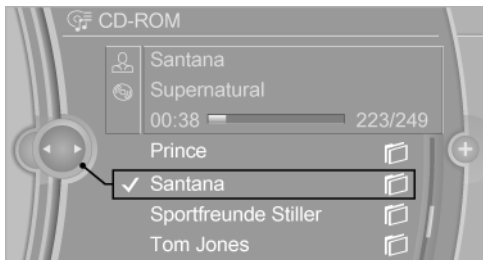 CD-ROM
Santana
Supernatural
00:38 223/249
Prince
Santana
Sportfreunde Stiller
Tom Jones